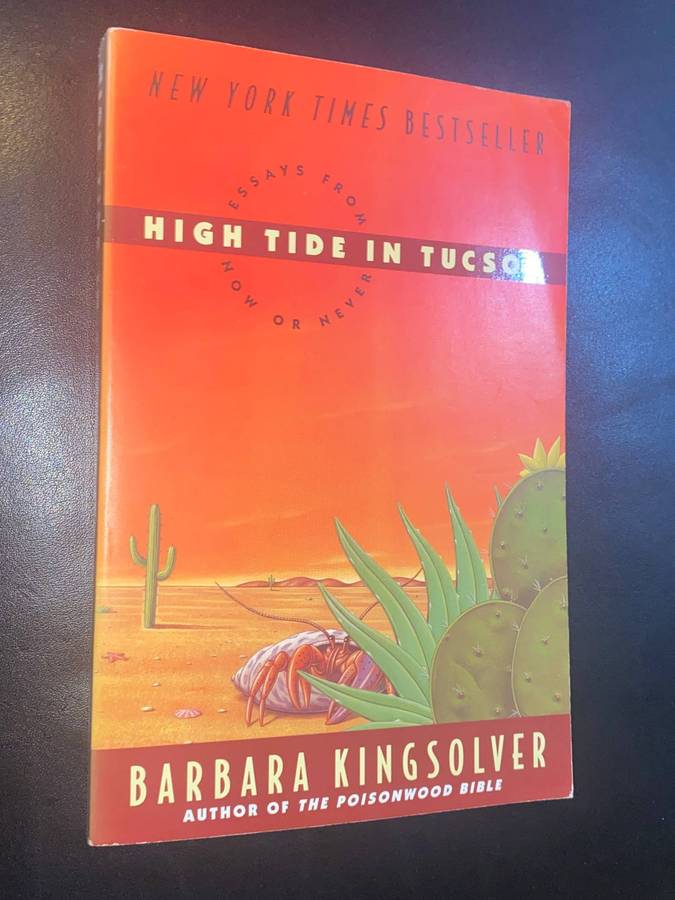 NEW YORK TIMES BESTSELLER
ESSAYS FROM
HIGH TIDE IN TUCSON
NOW OR NEVER
BARBARA KINGSOLVER
AUTHOR OF THE POISONWOOD BIBLE